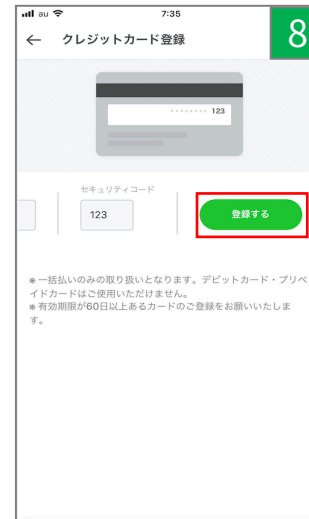 au 7:35
8
← クレジットカード登録
········ 123
セキュリティコード
123
登録する
※一括払いのみの取り扱いとなります。デビットカード・プリペ
イドカードはご使用いただけません。
※有効期限が60日以上あるカードのご登録をお願いいたしま
す。